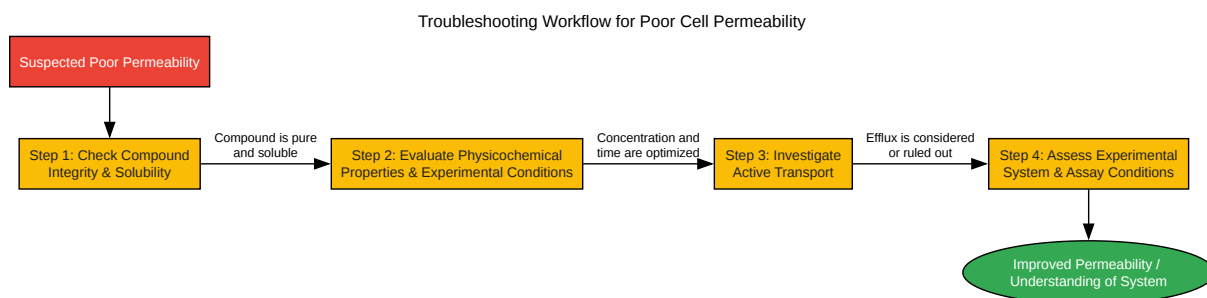 Troubleshooting Workflow for Poor Cell Permeability
Suspected Poor Permeability
Step 1: Check Compound
Integrity & Solubility
Compound is pure
and soluble
Step 2: Evaluate Physicochemical
Properties & Experimental Conditions
Concentration and
time are optimized
Step 3: Investigate
Active Transport
Efflux is considered
or ruled out
Step 4: Assess Experimental
System & Assay Conditions
Improved Permeability /
Understanding of System